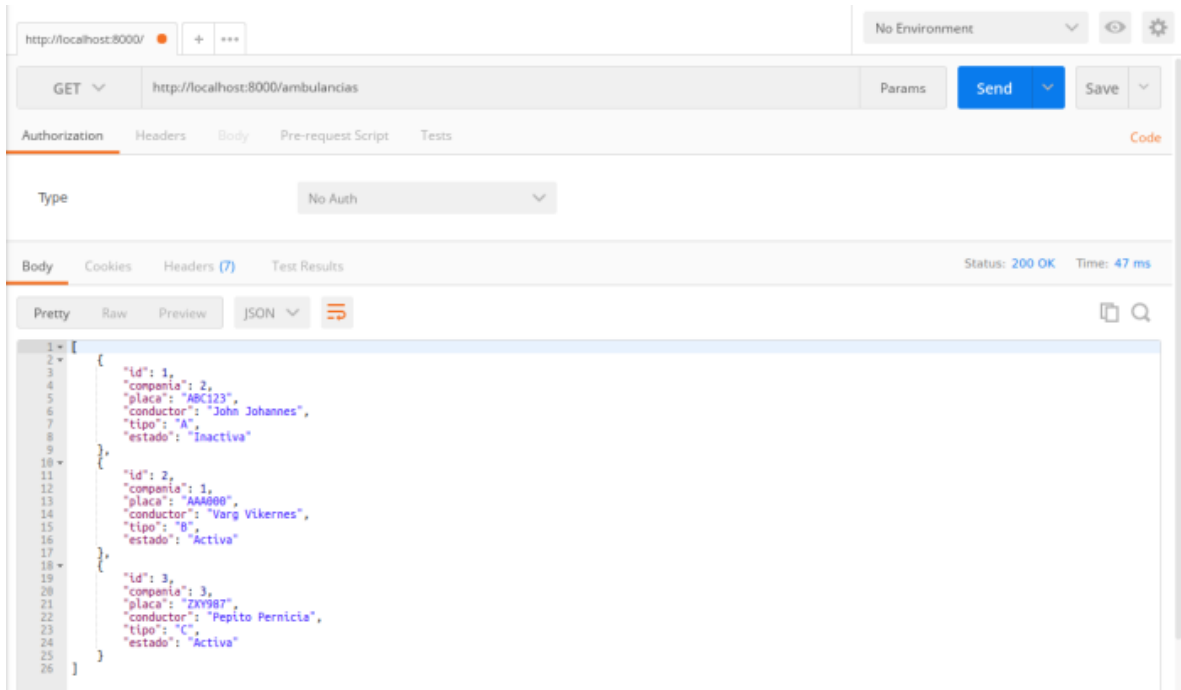 http://localhost:8000/
No Environment
GET http://localhost:8000/ambulancias Params Send Save
Authorization Headers Body Pre-request Script Tests Code
Type No Auth
Body Cookies Headers (7) Test Results Status: 200 OK Time: 47 ms
Pretty Raw Preview JSON
1 [
2 {
3 "id": 1,
4 "compania": 2,
5 "placa": "ABC123",
6 "conductor": "John Johannes",
7 "tipo": "A",
8 "estado": "Inactiva"
9 },
10 {
11 "id": 2,
12 "compania": 1,
13 "placa": "AAA000",
14 "conductor": "Varg Vikernes",
15 "tipo": "B",
16 "estado": "Activa"
17 },
18 {
19 "id": 3,
20 "compania": 3,
21 "placa": "ZXY987",
22 "conductor": "Pepito Pernicia",
23 "tipo": "C",
24 "estado": "Activa"
25 }
26 ]